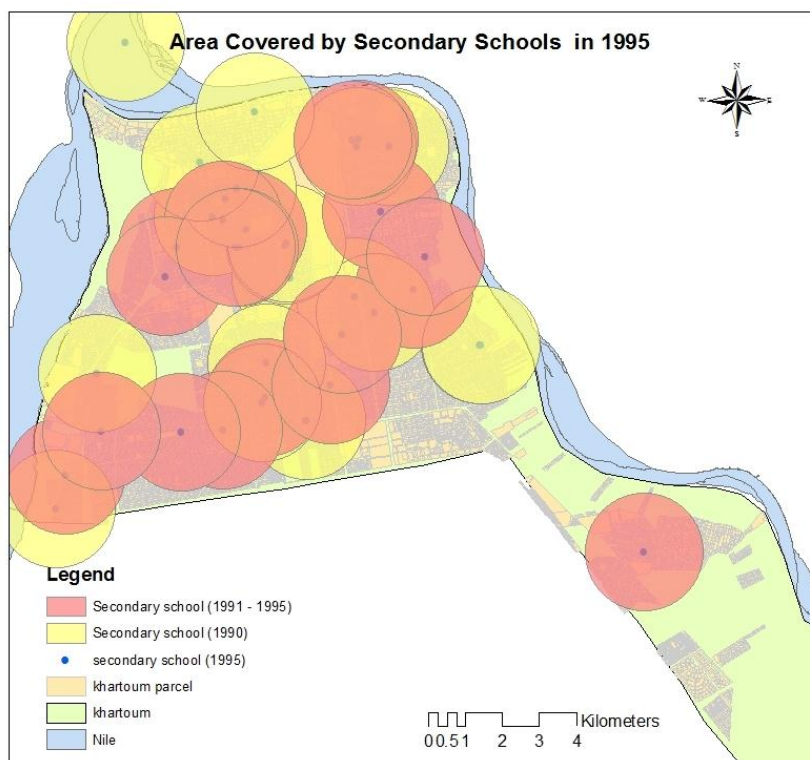 Area Covered by Secondary Schools in 1995
N
W E
S
Legend
Secondary school (1991 - 1995)
Secondary school (1990)
secondary school (1995)
khartoum parcel
khartoum
Nile
Kilometers
0 0.5 1 2 3 4